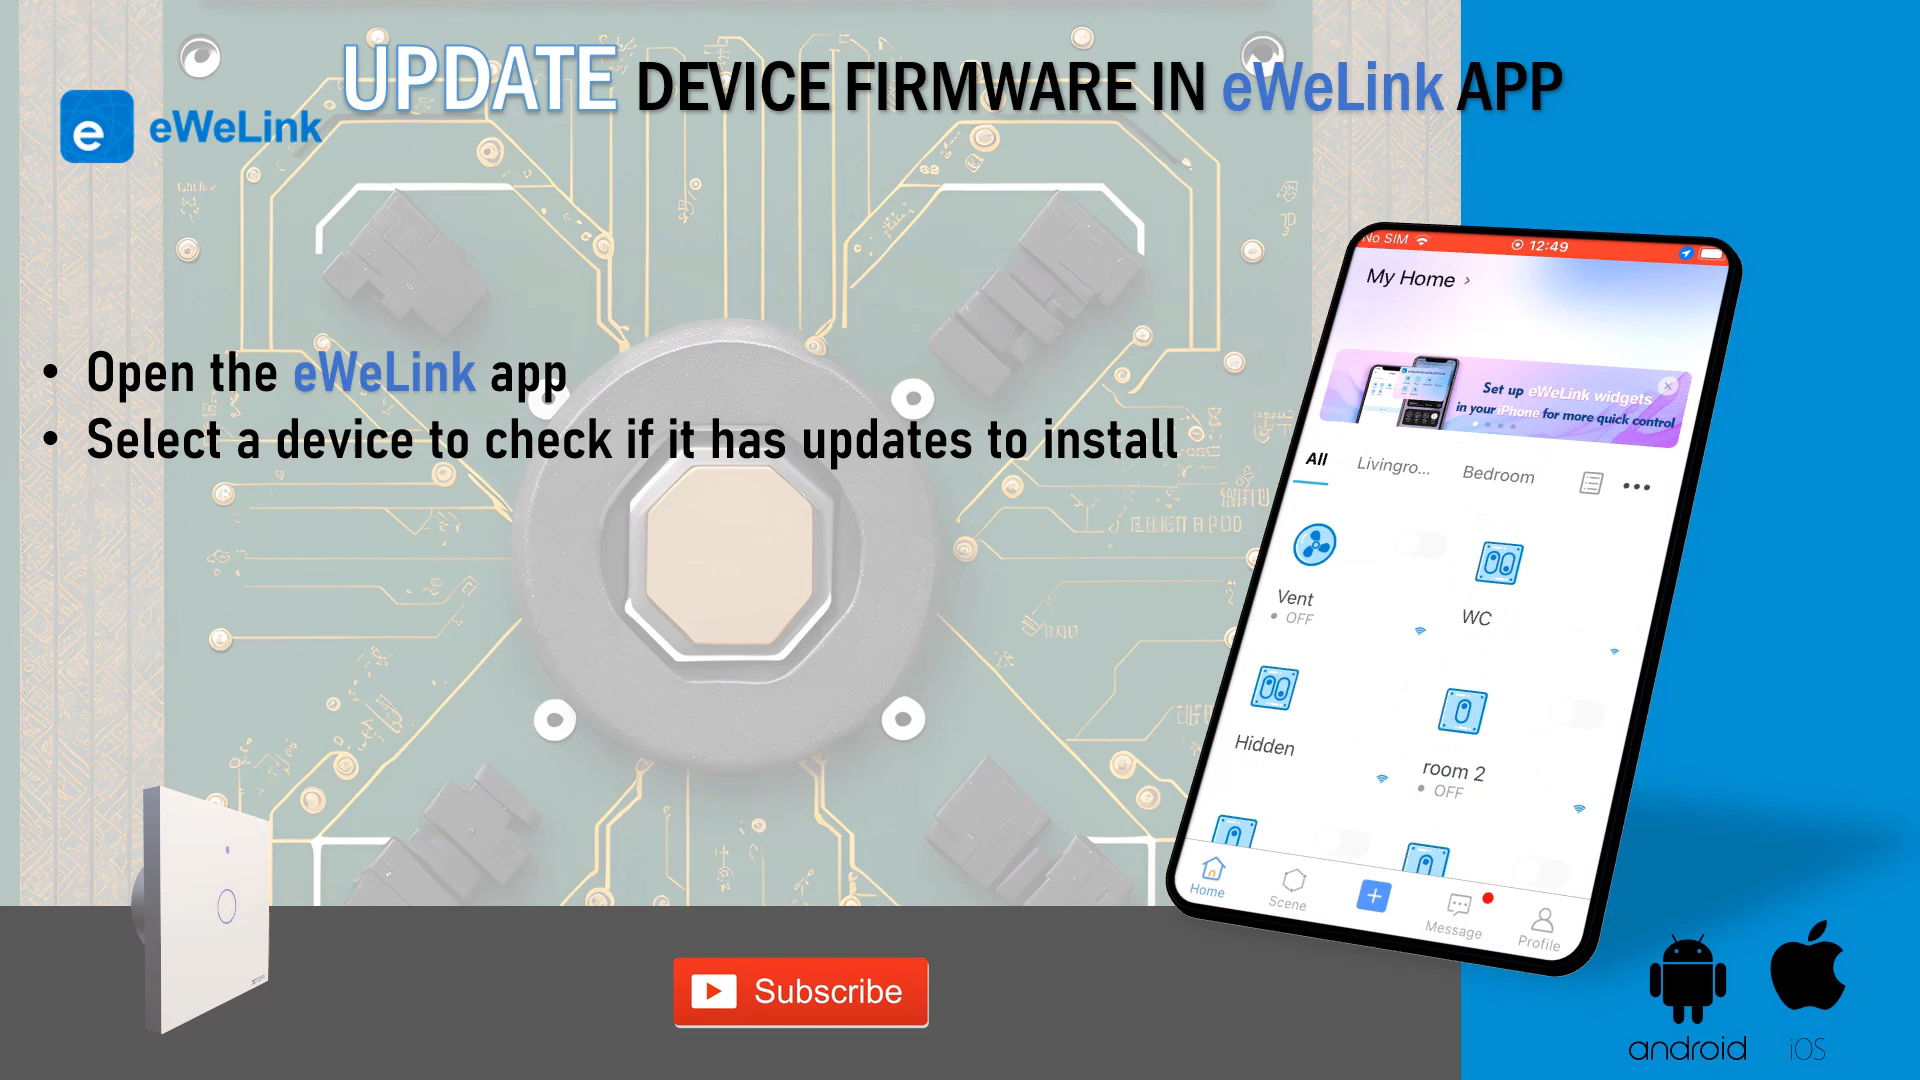 UPDATE DEVICE FIRMWARE IN eWeLink APP
e eWeLink
• Open the eWeLink app
• Select a device to check if it has updates to install
No SIM 12:49
My Home
Set up eWeLink widgets
in your iPhone for more quick control
All Livingro... Bedroom
Vent
• OFF
WC
Hidden
room 2
• OFF
Home Scene Message Profile
Subscribe
android iOS